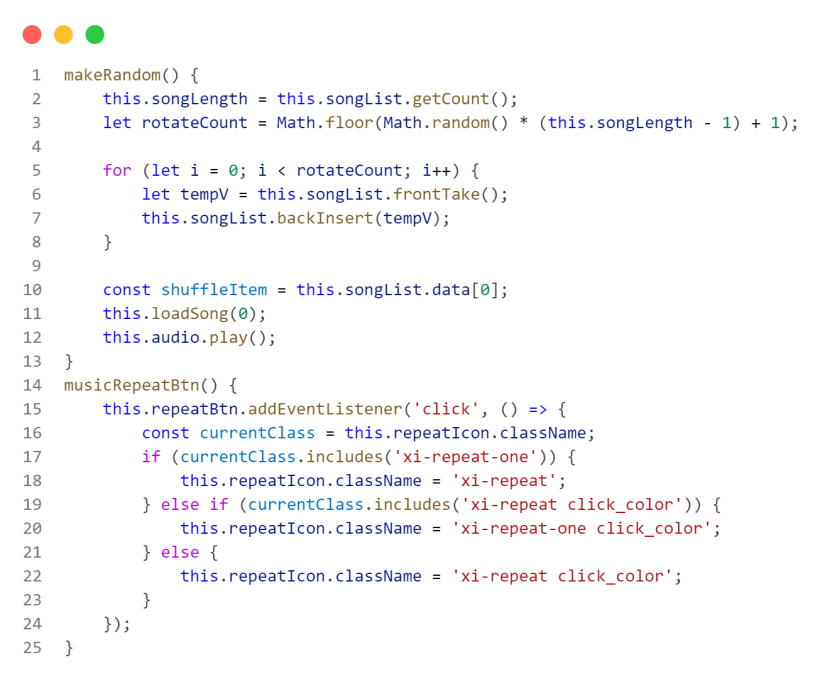 1 makeRandom() {
2     this.songLength = this.songList.getCount();
3     let rotateCount = Math.floor(Math.random() * (this.songLength - 1) + 1);
4
5     for (let i = 0; i < rotateCount; i++) {
6         let tempV = this.songList.frontTake();
7         this.songList.backInsert(tempV);
8     }
9
10     const shuffleItem = this.songList.data[0];
11     this.loadSong(0);
12     this.audio.play();
13 }
14 musicRepeatBtn() {
15     this.repeatBtn.addEventListener('click', () => {
16         const currentClass = this.repeatIcon.className;
17         if (currentClass.includes('xi-repeat-one')) {
18             this.repeatIcon.className = 'xi-repeat';
19         } else if (currentClass.includes('xi-repeat click_color')) {
20             this.repeatIcon.className = 'xi-repeat-one click_color';
21         } else {
22             this.repeatIcon.className = 'xi-repeat click_color';
23         }
24     });
25 }